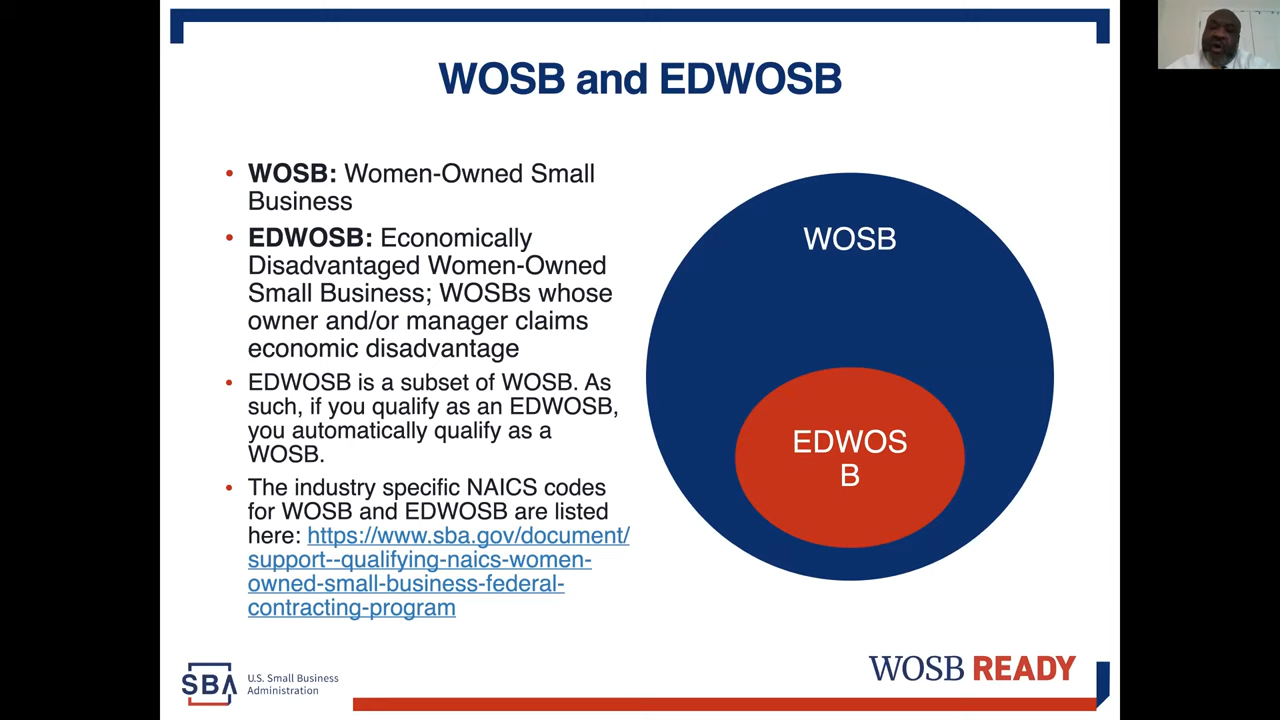 WOSB and EDWOSB
• WOSB: Women-Owned Small
Business
• EDWOSB: Economically
Disadvantaged Women-Owned
Small Business; WOSBs whose
owner and/or manager claims
economic disadvantage
• EDWOSB is a subset of WOSB. As
such, if you qualify as an EDWOSB,
you automatically qualify as a
WOSB.
• The industry specific NAICS codes
for WOSB and EDWOSB are listed
here: https://www.sba.gov/document/
support--qualifying-naics-women-
owned-small-business-federal-
contracting-program
WOSB
EDWOS
B
SBA
U.S. Small Business
Administration
WOSB READY